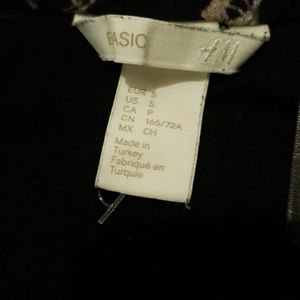 BASIC
H&M
EUR S
US S
CA P
CN 165/72A
MX CH
Made in
Turkey
Fabriqué en
Turquie